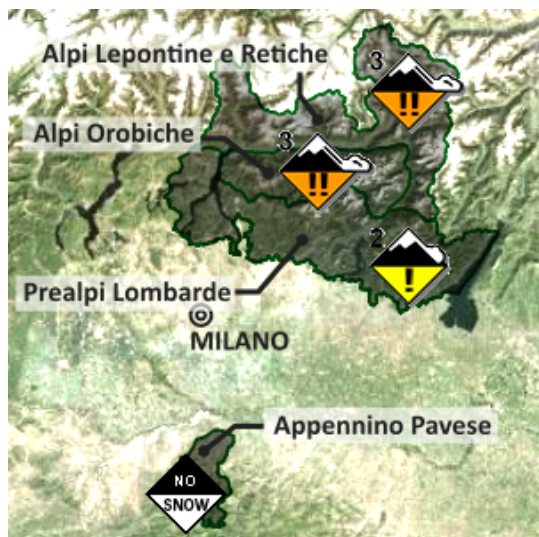 Alpi Lepontine e Retiche
3
!!
Alpi Orobiche
3
!!
2
!
Prealpi Lombarde
MILANO
Appennino Pavese
NO
SNOW